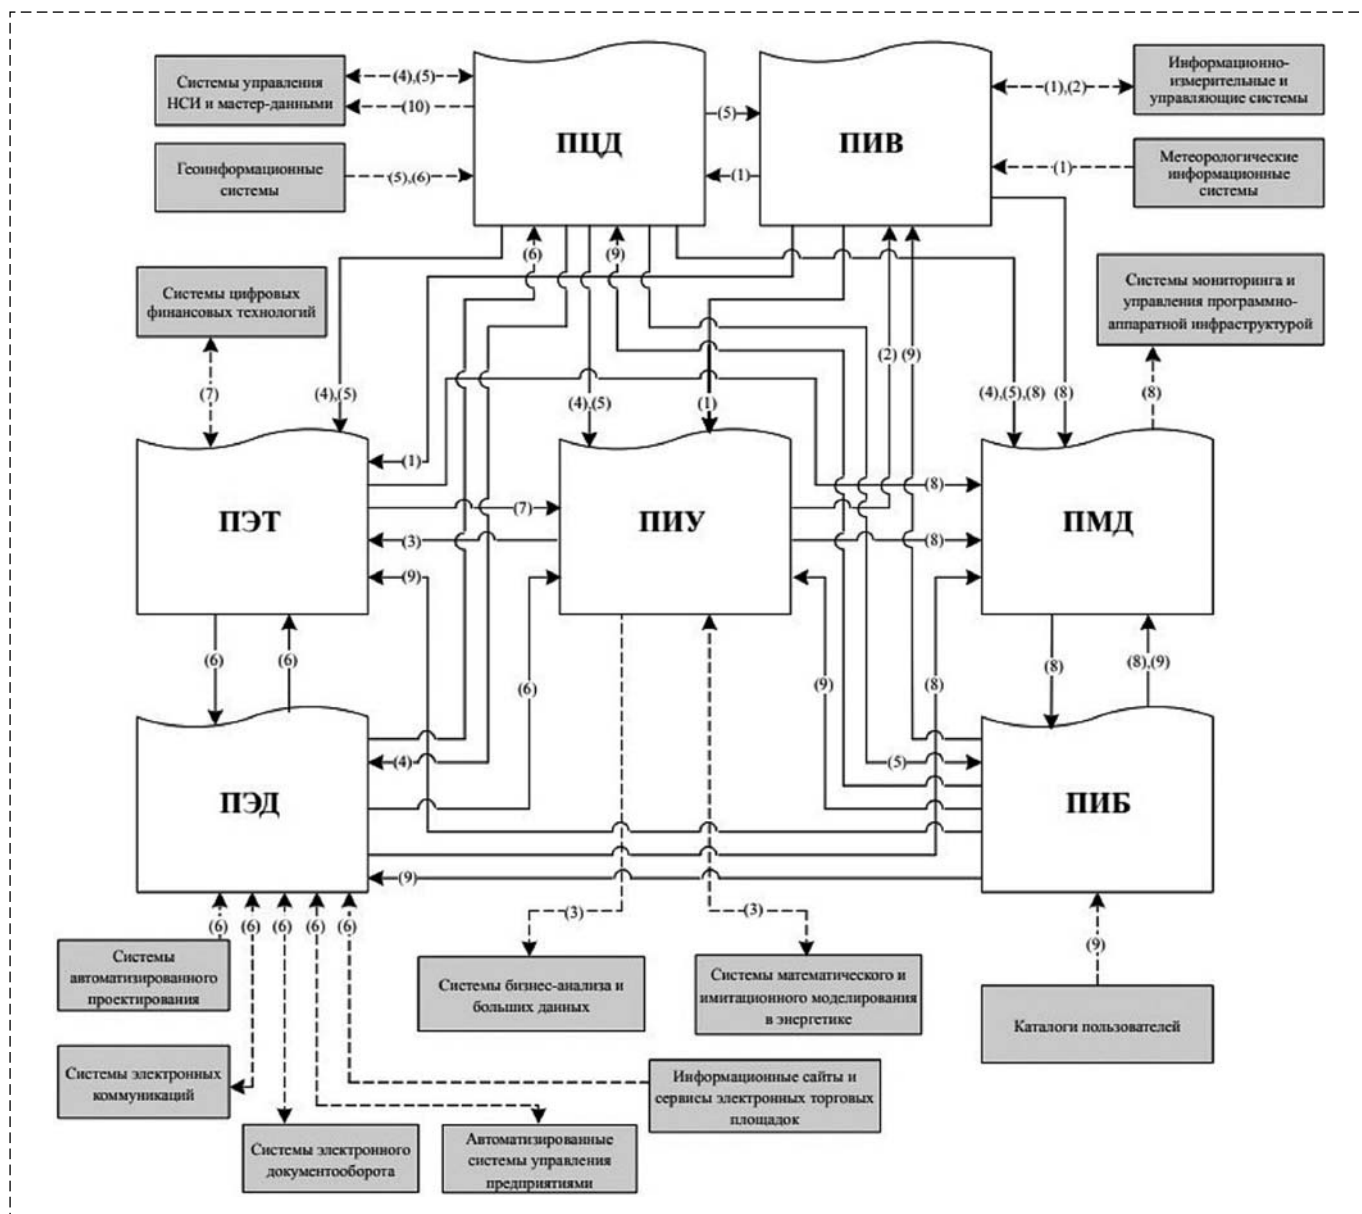 Системы управления
НСИ и мастер-данными
(4),(5)
(10)
ПЦД
(5)
(1)
ПИВ
(1),(2)
Информационно-
измерительные и
управляющие системы
Геоинформационные
системы
(5),(6)
(1)
Метеорологические
информационные
системы
(6)
(9)
Системы цифровых
финансовых технологий
Системы мониторинга и
управления программно-
аппаратной инфраструктурой
(2)
(9)
(7)
(4),(5)
(4),(5)
(1)
(4),(5),(8)
(8)
(8)
(1)
(8)
ПЭТ
(7)
ПИУ
ПМД
(3)
(8)
(9)
(6)
(6)
(6)
(9)
(8)
(8)
(8),(9)
ПЭД
(4)
(5)
ПИБ
(9)
(6)
(6)
(6)
(6)
(6)
(3)
(3)
(9)
Системы
автоматизированного
проектирования
Системы бизнес-анализа и
больших данных
Системы математического и
имитационного моделирования
в энергетике
Каталоги пользователей
Системы электронных
коммуникаций
Информационные сайты и
сервисы электронных торговых
площадок
Системы электронного
документооборота
Автоматизированные
системы управления
предприятиями